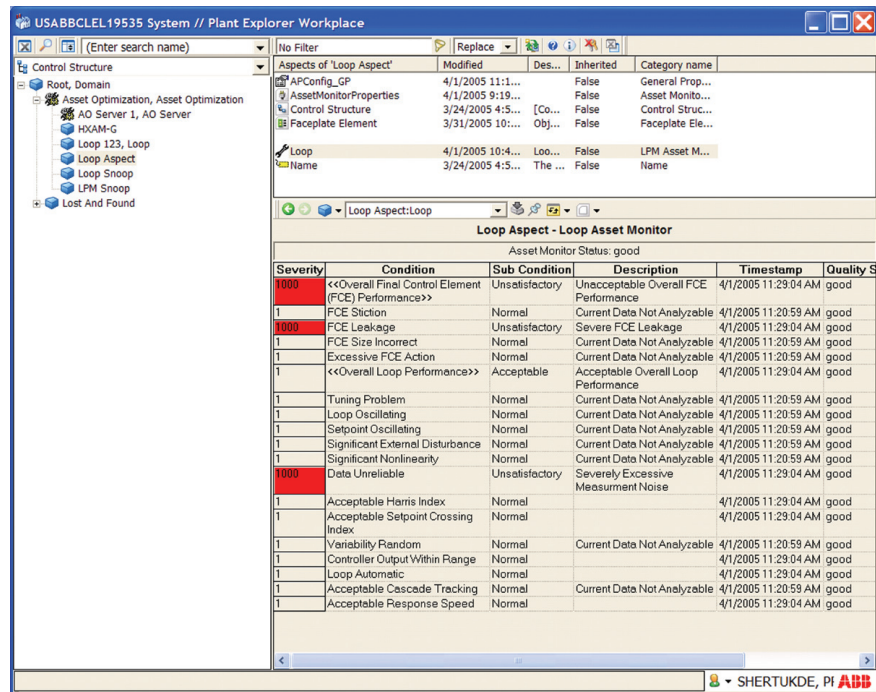 USABBCLEL19535 System // Plant Explorer Workplace
(Enter search name) No Filter Replace
Control Structure
Root, Domain
Asset Optimization, Asset Optimization
AO Server 1, AO Server
HXAM-G
Loop 123, Loop
Loop Aspect
Loop Snoop
LPM Snoop
Lost And Found
Aspects of 'Loop Aspect' Modified Des... Inherited Category name
APConfig_GP 4/1/2005 11:1... False General Prop...
AssetMonitorProperties 4/1/2005 9:19... False Asset Monito...
Control Structure 3/24/2005 4:5... [Co... False Control Struc...
Faceplate Element 3/31/2005 10:... Obj... False Faceplate Ele...
Loop 4/1/2005 10:4... Loo... False LPM Asset M...
Name 3/24/2005 4:5... The ... False Name
Loop Aspect:Loop
Loop Aspect - Loop Asset Monitor
Asset Monitor Status: good
Severity Condition Sub Condition Description Timestamp Quality S
1000 <<Overall Final Control Element Unsatisfactory Unacceptable Overall FCE 4/1/2005 11:29:04 AM good
(FCE) Performance>> Performance
1 FCE Stiction Normal Current Data Not Analyzable 4/1/2005 11:20:59 AM good
1000 FCE Leakage Unsatisfactory Severe FCE Leakage 4/1/2005 11:29:04 AM good
1 FCE Size Incorrect Normal Current Data Not Analyzable 4/1/2005 11:20:59 AM good
1 Excessive FCE Action Normal Current Data Not Analyzable 4/1/2005 11:20:59 AM good
1 <<Overall Loop Performance>> Acceptable Acceptable Overall Loop 4/1/2005 11:29:04 AM good
Performance
1 Tuning Problem Normal Current Data Not Analyzable 4/1/2005 11:20:59 AM good
1 Loop Oscillating Normal Current Data Not Analyzable 4/1/2005 11:20:59 AM good
1 Setpoint Oscillating Normal Current Data Not Analyzable 4/1/2005 11:20:59 AM good
1 Significant External Disturbance Normal Current Data Not Analyzable 4/1/2005 11:20:59 AM good
1 Significant Nonlinearity Normal Current Data Not Analyzable 4/1/2005 11:20:59 AM good
1000 Data Unreliable Unsatisfactory Severely Excessive 4/1/2005 11:29:04 AM good
Measurment Noise
1 Acceptable Harris Index Normal 4/1/2005 11:29:04 AM good
1 Acceptable Setpoint Crossing Normal 4/1/2005 11:29:04 AM good
Index
1 Variability Random Normal Current Data Not Analyzable 4/1/2005 11:20:59 AM good
1 Controller Output Within Range Normal 4/1/2005 11:29:04 AM good
1 Loop Automatic Normal 4/1/2005 11:29:04 AM good
1 Acceptable Cascade Tracking Normal Current Data Not Analyzable 4/1/2005 11:20:59 AM good
1 Acceptable Response Speed Normal 4/1/2005 11:29:04 AM good
SHERTUKDE, PI ABB